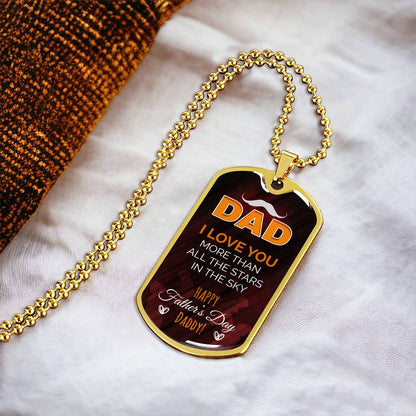 DAD
I LOVE YOU
MORE THAN
ALL THE STARS
IN THE SKY
HAPPY
Father's Day
DADDY!